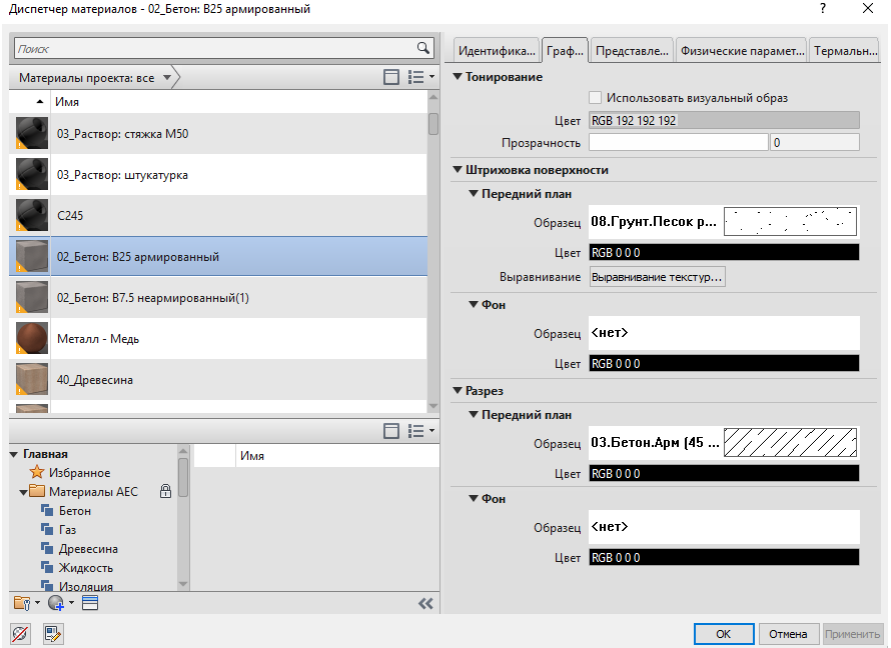 Диспетчер материалов - 02_Бетон: В25 армированный
?
Поиск
Материалы проекта: все
Имя
03_Раствор: стяжка М50
03_Раствор: штукатурка
С245
02_Бетон: В25 армированный
02_Бетон: В7.5 неармированный(1)
Металл - Медь
40_Древесина
Главная
Избранное
Материалы АЕС
Бетон
Газ
Древесина
Жидкость
Изоляция
Имя
Идентифика... Граф... Представле... Физические парамет... Термальн...
Тонирование
Использовать визуальный образ
Цвет RGB 192 192 192
Прозрачность 0
Штриховка поверхности
Передний план
Образец 08.Грунт.Песок р...
Цвет RGB 0 0 0
Выравнивание Выравнивание текстур...
Фон
Образец <нет>
Цвет RGB 0 0 0
Разрез
Передний план
Образец 03.Бетон.Арм (45 ...
Цвет RGB 0 0 0
Фон
Образец <нет>
Цвет RGB 0 0 0
ОК Отмена Применить